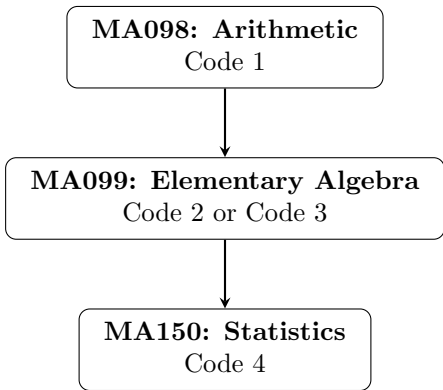 MA098: Arithmetic
Code 1
MA099: Elementary Algebra
Code 2 or Code 3
MA150: Statistics
Code 4